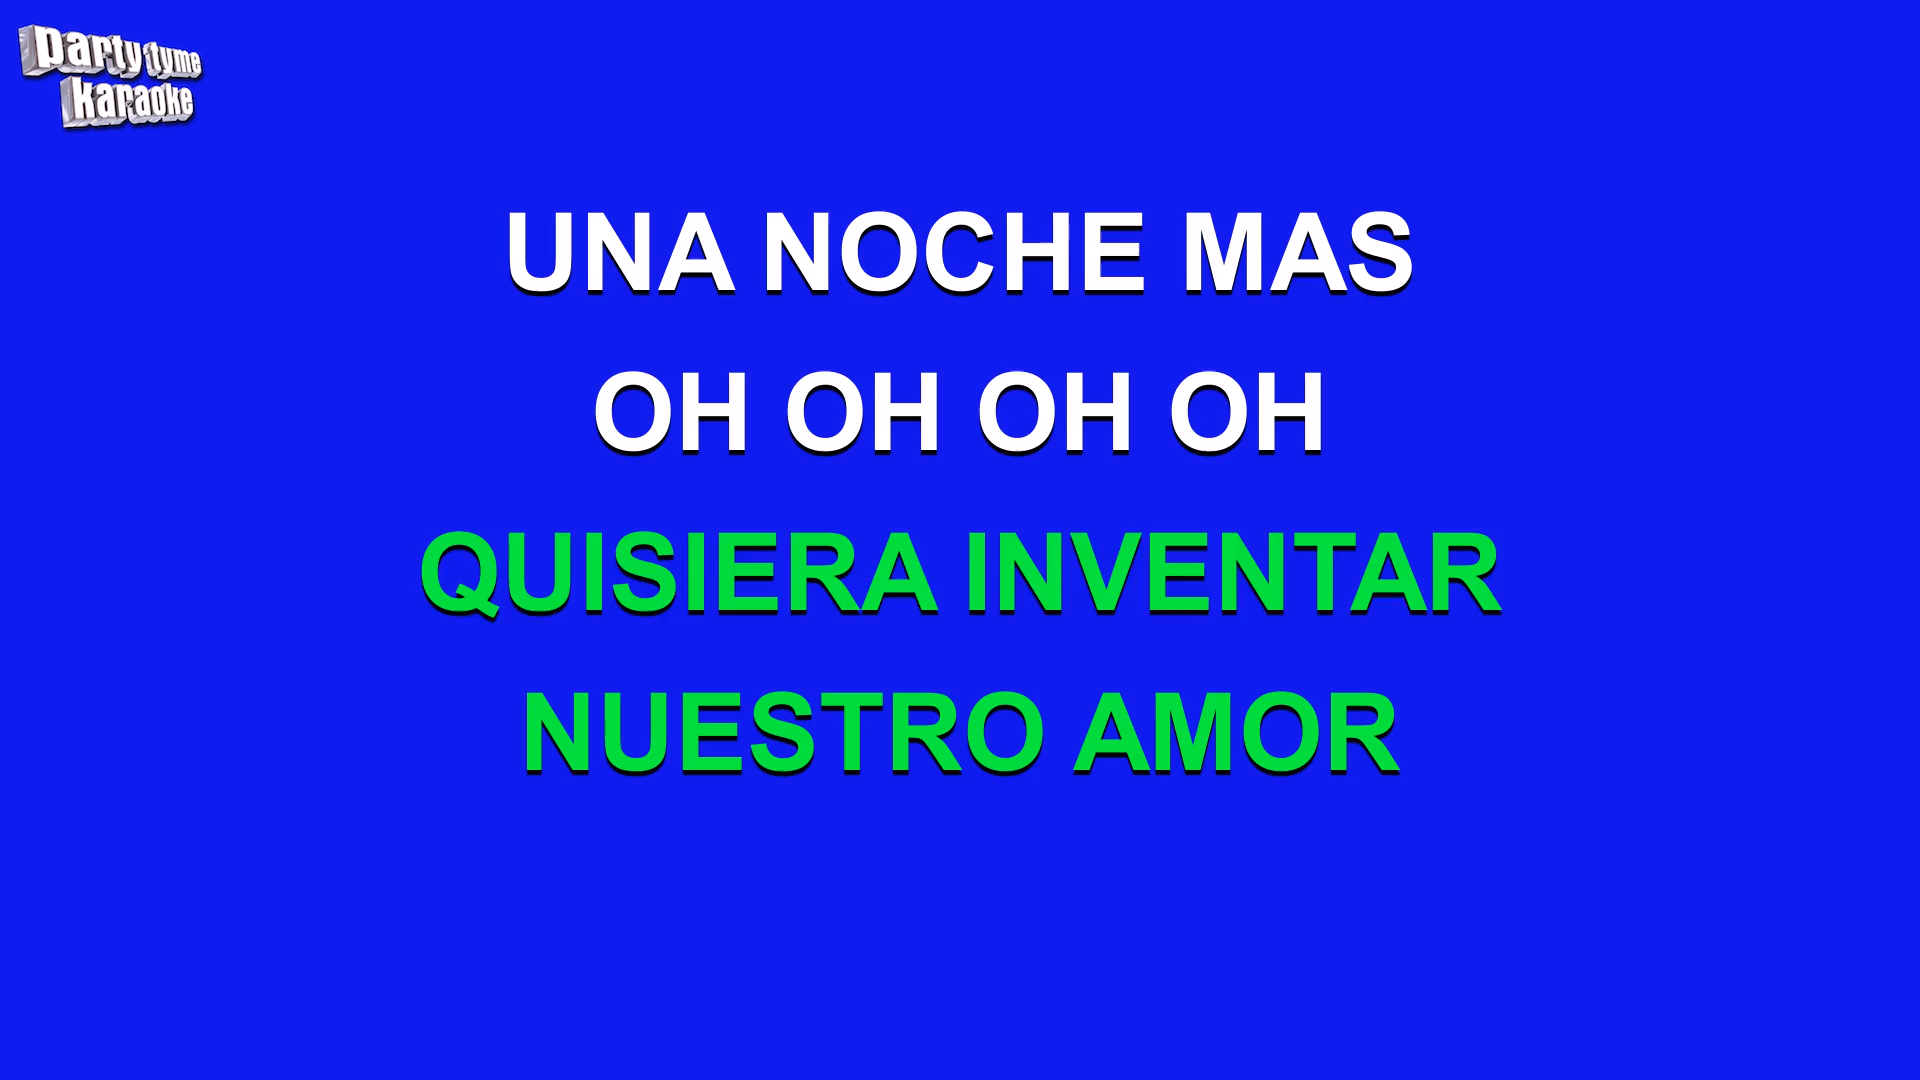 party tyme
karaoke
UNA NOCHE MAS
OH OH OH OH
QUISIERA INVENTAR
NUESTRO AMOR